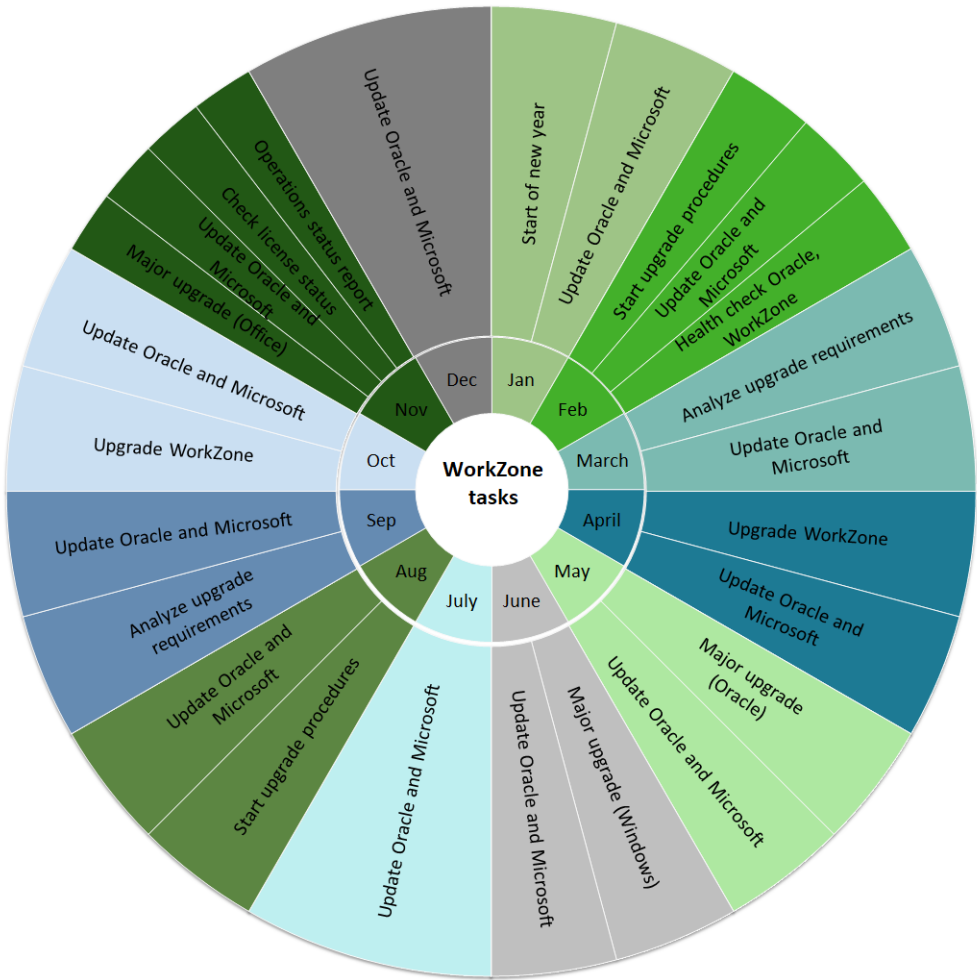 WorkZone
tasks
Jan
Start of new year
Update Oracle and Microsoft
Feb
Start upgrade procedures
Update Oracle and
Microsoft
Health check Oracle,
WorkZone
March
Analyze upgrade requirements
Update Oracle and
Microsoft
April
Upgrade WorkZone
Update Oracle and
Microsoft
May
Major upgrade
(Oracle)
Update Oracle and Microsoft
June
Major upgrade (Windows)
Update Oracle and Microsoft
July
Update Oracle and Microsoft
Aug
Start upgrade procedures
Update Oracle and
Microsoft
Sep
Analyze upgrade
requirements
Update Oracle and Microsoft
Oct
Upgrade WorkZone
Update Oracle and Microsoft
Nov
Major upgrade (Office)
Update Oracle and
Microsoft
Check license status
Operations status report
Dec
Update Oracle and Microsoft